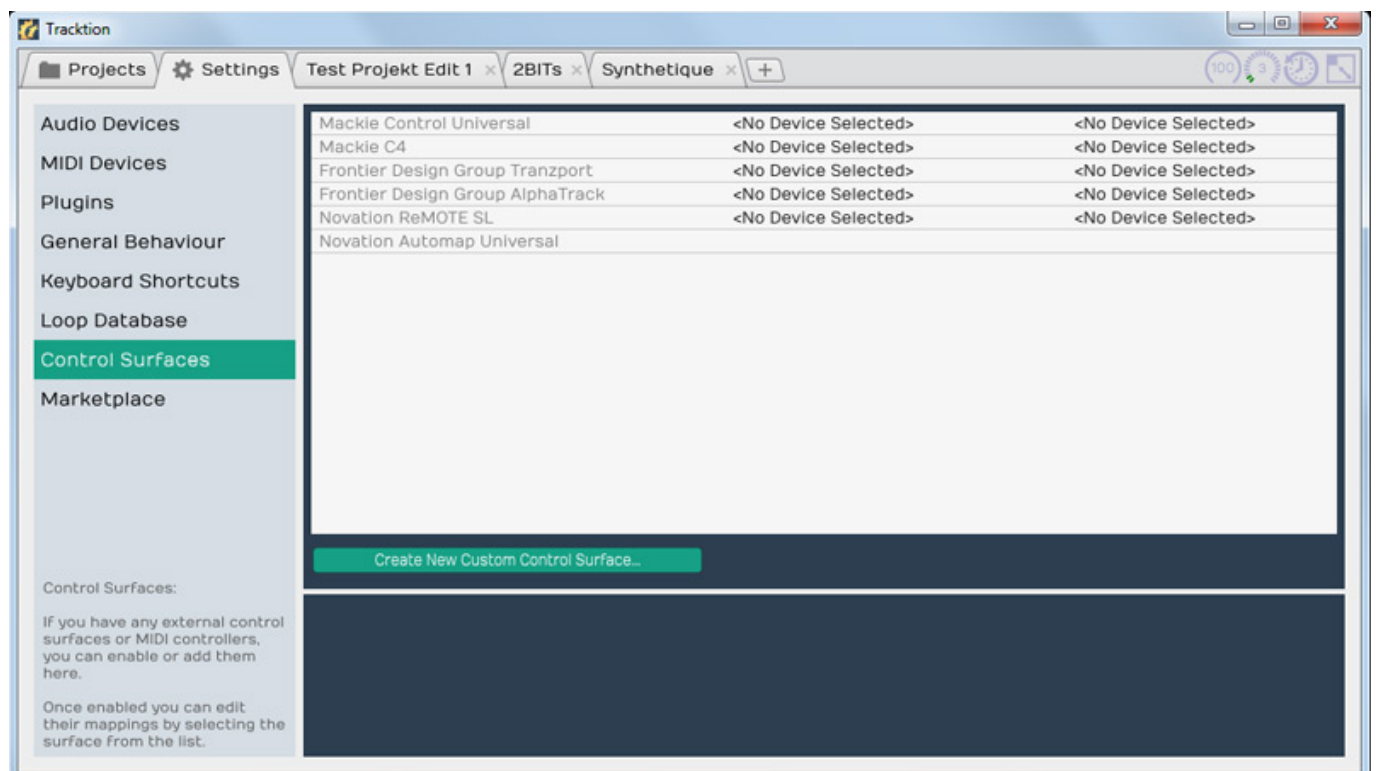 Tracktion
Projects Settings Test Projekt Edit 1 × 2BITs × Synthetique × +
100 3
Audio Devices
MIDI Devices
Plugins
General Behaviour
Keyboard Shortcuts
Loop Database
Control Surfaces
Marketplace
Control Surfaces:
If you have any external control
surfaces or MIDI controllers,
you can enable or add them
here.
Once enabled you can edit
their mappings by selecting the
surface from the list.
Mackie Control Universal <No Device Selected> <No Device Selected>
Mackie C4 <No Device Selected> <No Device Selected>
Frontier Design Group Tranzport <No Device Selected> <No Device Selected>
Frontier Design Group AlphaTrack <No Device Selected> <No Device Selected>
Novation ReMOTE SL <No Device Selected> <No Device Selected>
Novation Automap Universal
Create New Custom Control Surface...